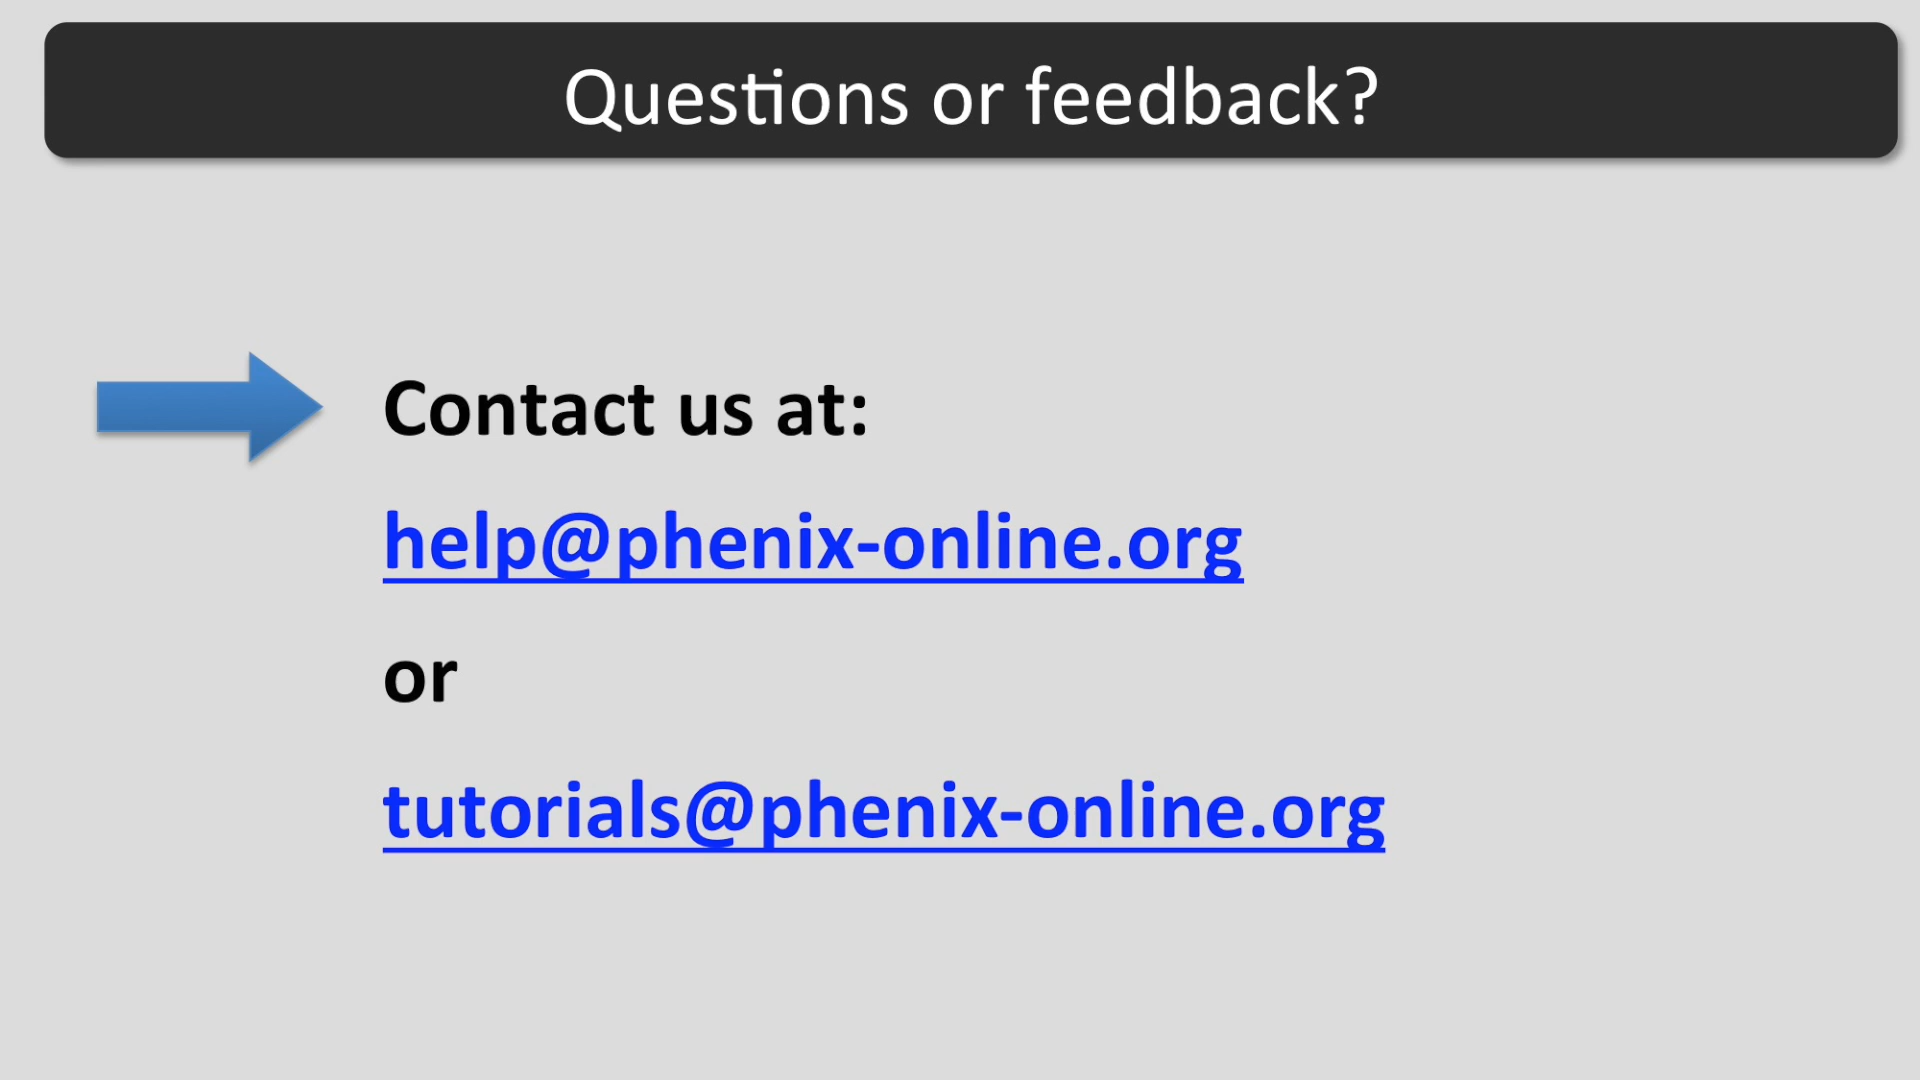 Questions or feedback?
Contact us at:
help@phenix-online.org
or
tutorials@phenix-online.org